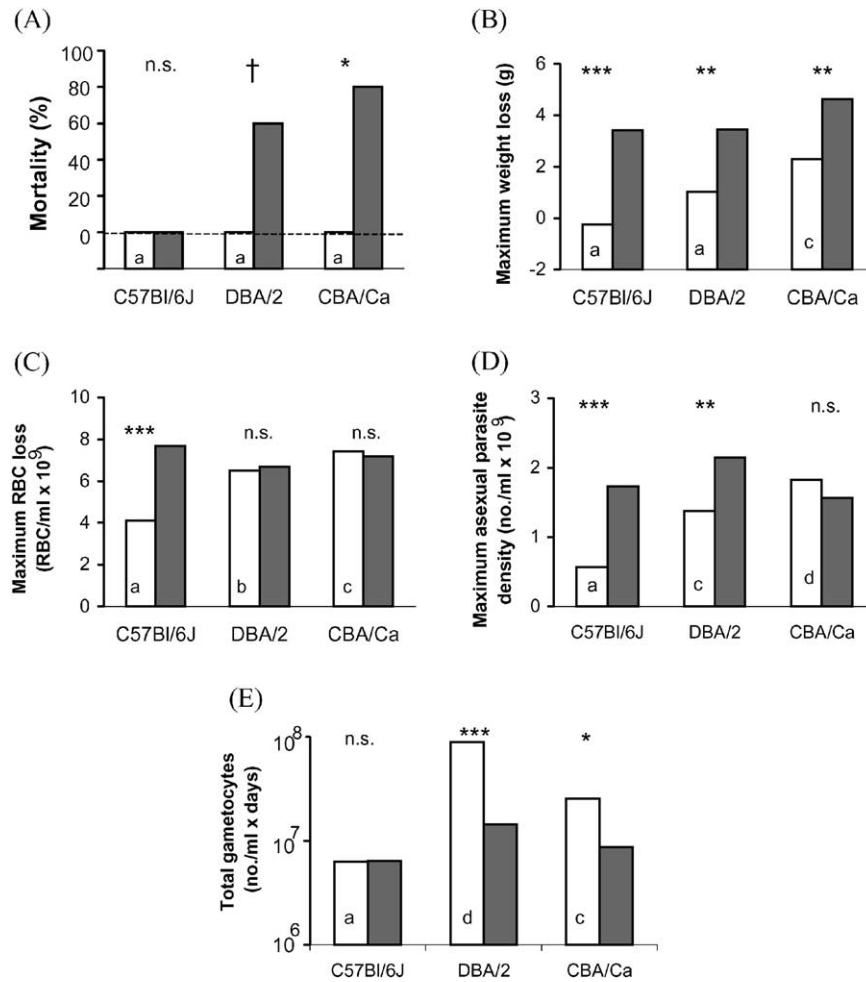 (A)
Mortality (%)
100
80
60
40
20
0
n.s.
†
*
a
a
a
C57Bl/6J DBA/2 CBA/Ca
(B)
Maximum weight loss (g)
6
4
2
0
-2
***
**
**
a
a
c
C57Bl/6J DBA/2 CBA/Ca
(C)
Maximum RBC loss
(RBC/ml x 10⁹)
10
8
6
4
2
0
***
n.s.
n.s.
a
b
c
C57Bl/6J DBA/2 CBA/Ca
(D)
Maximum asexual parasite
density (no./ml x 10⁹)
3
2
1
0
***
**
n.s.
a
c
d
C57Bl/6J DBA/2 CBA/Ca
(E)
Total gametocytes
(no./ml x days)
10⁸
10⁷
10⁶
n.s.
***
*
a
d
c
C57Bl/6J DBA/2 CBA/Ca